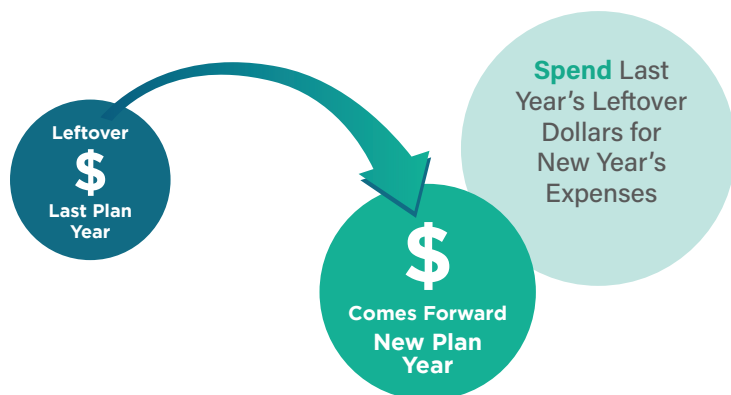 Leftover
$
Last Plan
Year
$
Comes Forward
New Plan
Year
Spend Last
Year's Leftover
Dollars for
New Year's
Expenses